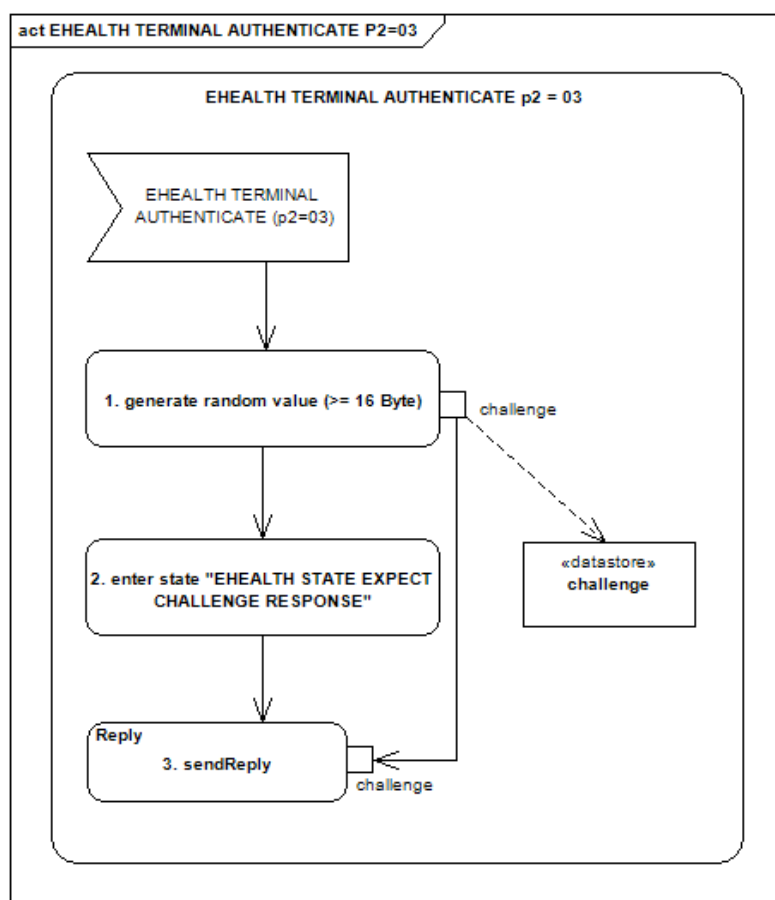 act EHEALTH TERMINAL AUTHENTICATE P2=03
EHEALTH TERMINAL AUTHENTICATE p2 = 03
EHEALTH TERMINAL
AUTHENTICATE (p2=03)
1. generate random value (>= 16 Byte)
challenge
2. enter state "EHEALTH STATE EXPECT
CHALLENGE RESPONSE"
«datastore»
challenge
Reply
3. sendReply
challenge